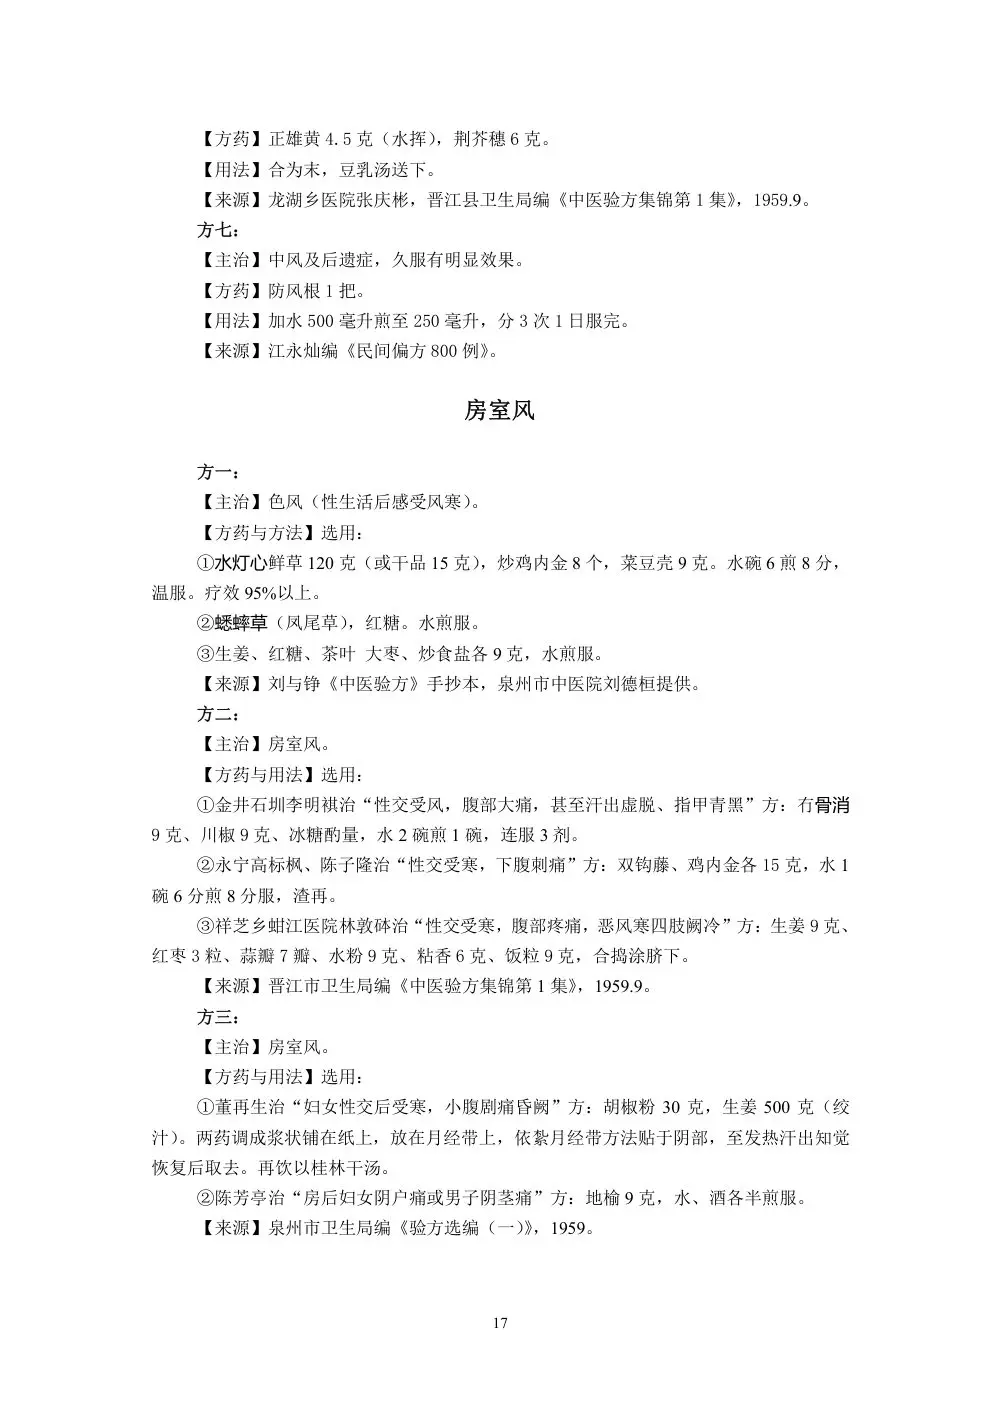 【方药】正雄黄 4.5 克（水挥），荆芥穗 6 克。
【用法】合为末，豆乳汤送下。
【来源】龙湖乡医院张庆彬，晋江县卫生局编《中医验方集锦第 1 集》，1959.9。
方七：
【主治】中风及后遗症，久服有明显效果。
【方药】防风根 1 把。
【用法】加水 500 毫升煎至 250 毫升，分 3 次 1 日服完。
【来源】江永灿编《民间偏方 800 例》。
房室风
方一：
【主治】色风（性生活后感受风寒）。
【方药与方法】选用：
①水灯心鲜草 120 克（或干品 15 克），炒鸡内金 8 个，菜豆壳 9 克。水碗 6 煎 8 分，
温服。疗效 95%以上。
②蟋蟀草（凤尾草），红糖。水煎服。
③生姜、红糖、茶叶 大枣、炒食盐各 9 克，水煎服。
【来源】刘与铮《中医验方》手抄本，泉州市中医院刘德桓提供。
方二：
【主治】房室风。
【方药与用法】选用：
①金井石圳李明祺治“性交受风，腹部大痛，甚至汗出虚脱、指甲青黑”方：冇骨消
9 克、川椒 9 克、冰糖酌量，水 2 碗煎 1 碗，连服 3 剂。
②永宁高标枫、陈子隆治“性交受寒，下腹刺痛”方：双钩藤、鸡内金各 15 克，水 1
碗 6 分煎 8 分服，渣再。
③祥芝乡蚶江医院林敦砵治“性交受寒，腹部疼痛，恶风寒四肢阙冷”方：生姜 9 克、
红枣 3 粒、蒜瓣 7 瓣、水粉 9 克、粘香 6 克、饭粒 9 克，合捣涂脐下。
【来源】晋江市卫生局编《中医验方集锦第 1 集》，1959.9。
方三：
【主治】房室风。
【方药与用法】选用：
①董再生治“妇女性交后受寒，小腹剧痛昏阙”方：胡椒粉 30 克，生姜 500 克（绞
汁）。两药调成浆状铺在纸上，放在月经带上，依紮月经带方法贴于阴部，至发热汗出知觉
恢复后取去。再饮以桂林干汤。
②陈芳亭治“房后妇女阴户痛或男子阴茎痛”方：地榆 9 克，水、酒各半煎服。
【来源】泉州市卫生局编《验方选编（一）》，1959。
17